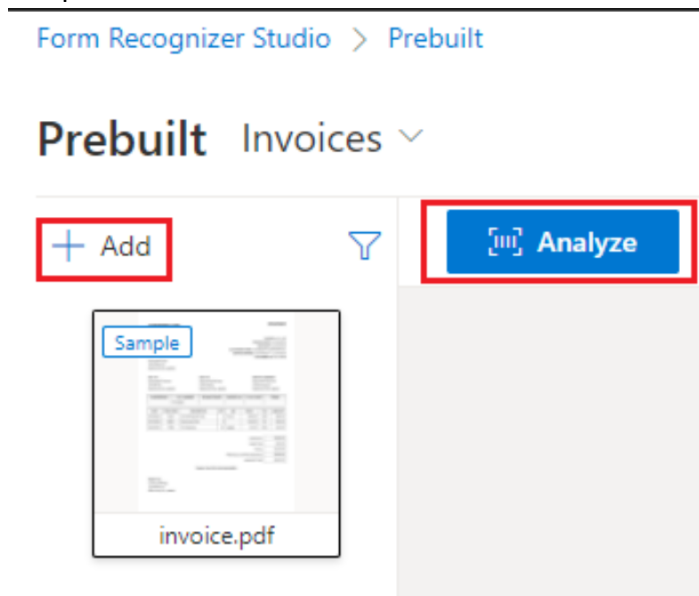 Form Recognizer Studio > Prebuilt
Prebuilt Invoices
+ Add
Analyze
Sample
invoice.pdf